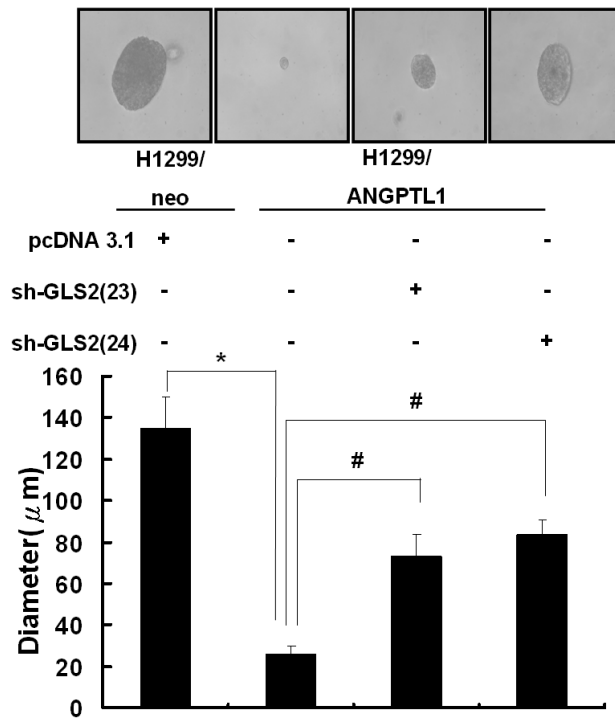 H1299/ H1299/
neo ANGPTL1
pcDNA 3.1 + - - -
sh-GLS2(23) - - + -
sh-GLS2(24) - - - +
*
#
#
160
140
120
100
80
60
40
20
0
Diameter(μm)